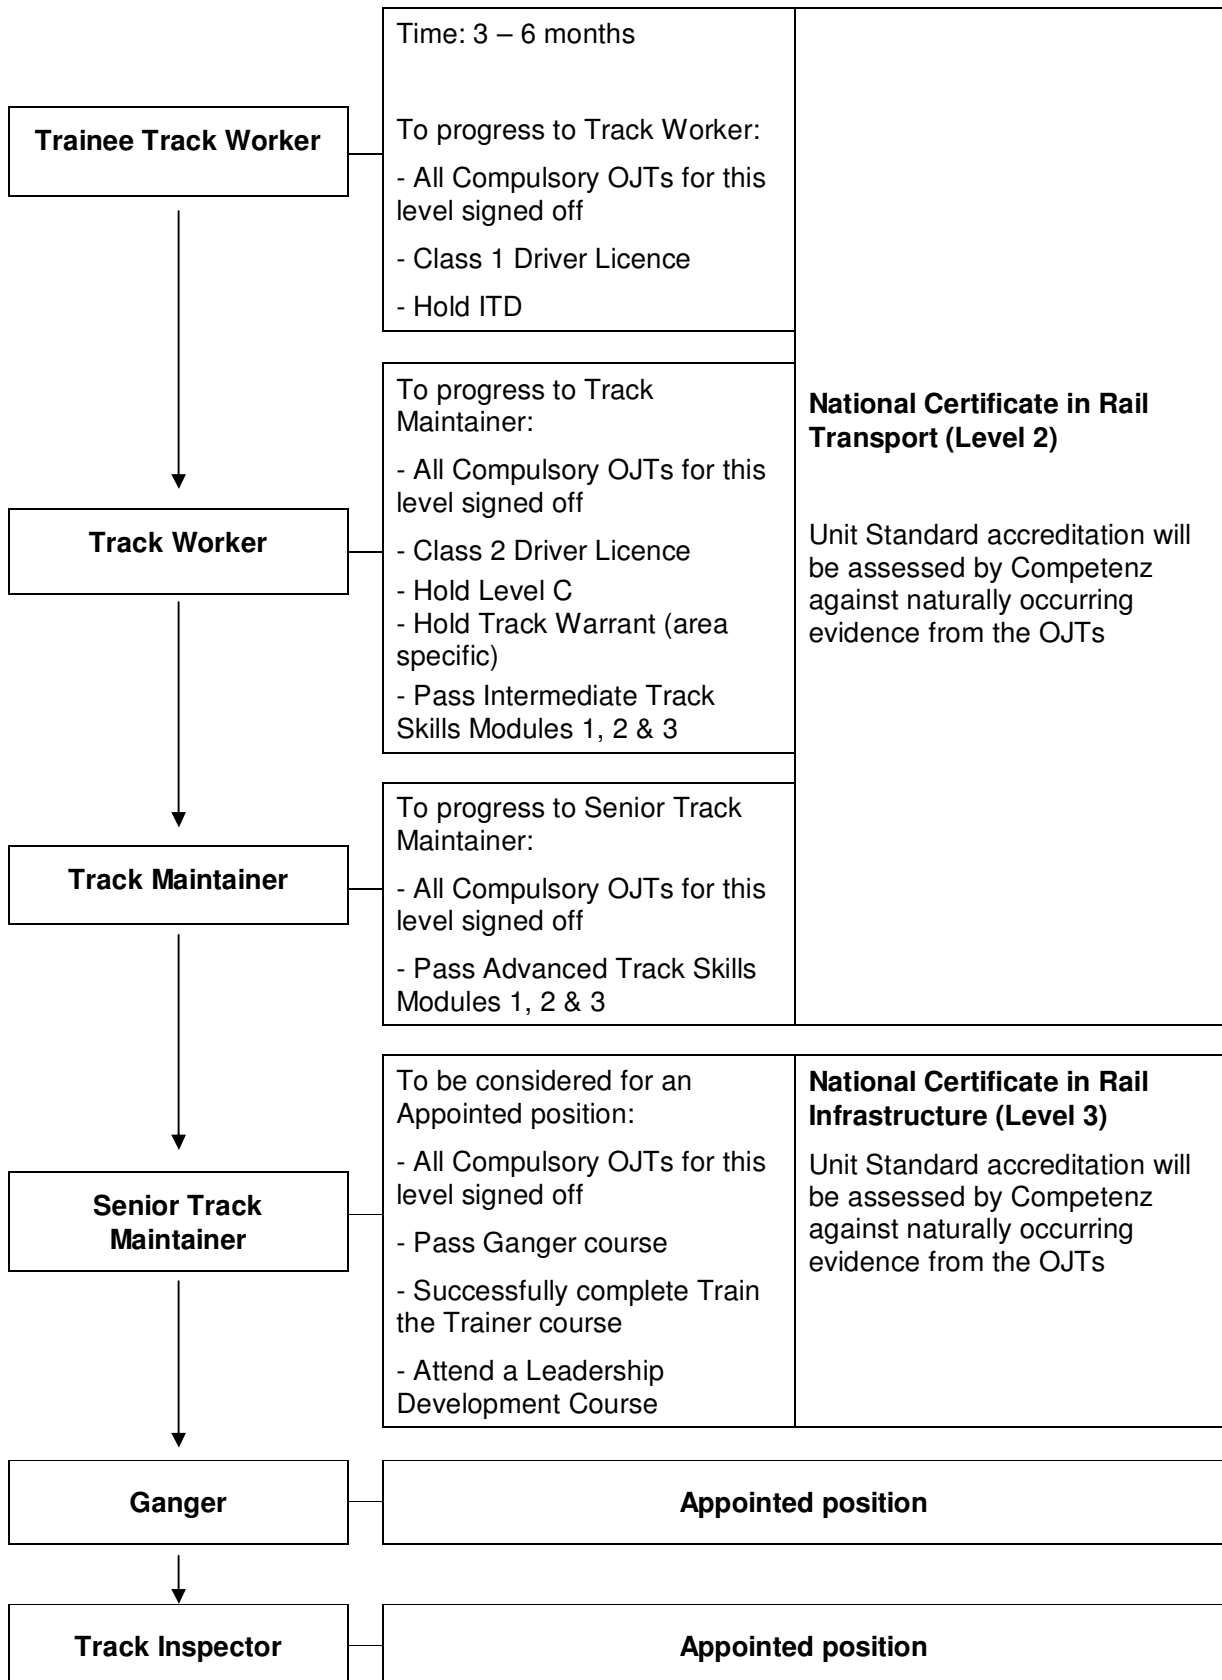 Time: 3 – 6 months
Trainee Track Worker
To progress to Track Worker:
- All Compulsory OJTs for this
level signed off
- Class 1 Driver Licence
- Hold ITD
To progress to Track
Maintainer:
- All Compulsory OJTs for this
level signed off
Track Worker
- Class 2 Driver Licence
- Hold Level C
- Hold Track Warrant (area
specific)
- Pass Intermediate Track
Skills Modules 1, 2 & 3
National Certificate in Rail
Transport (Level 2)
Unit Standard accreditation will
be assessed by Competenz
against naturally occurring
evidence from the OJTs
To progress to Senior Track
Maintainer:
Track Maintainer
- All Compulsory OJTs for this
level signed off
- Pass Advanced Track Skills
Modules 1, 2 & 3
To be considered for an
Appointed position:
- All Compulsory OJTs for this
level signed off
Senior Track
Maintainer
- Pass Ganger course
- Successfully complete Train
the Trainer course
- Attend a Leadership
Development Course
National Certificate in Rail
Infrastructure (Level 3)
Unit Standard accreditation will
be assessed by Competenz
against naturally occurring
evidence from the OJTs
Ganger
Appointed position
Track Inspector
Appointed position